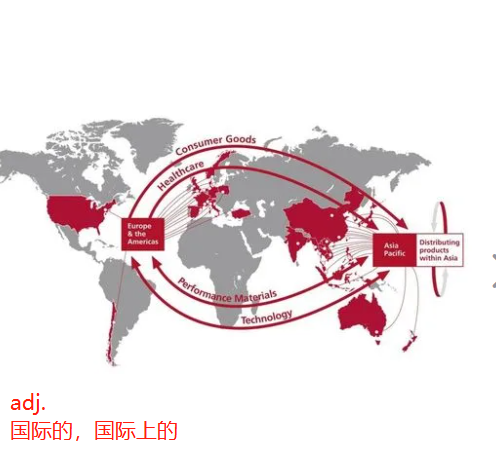 Consumer Goods
Healthcare
Europe
& the
Americas
Asia
Pacific
Distributing
products
within Asia
Performance Materials
Technology
adj.
国际的，国际上的